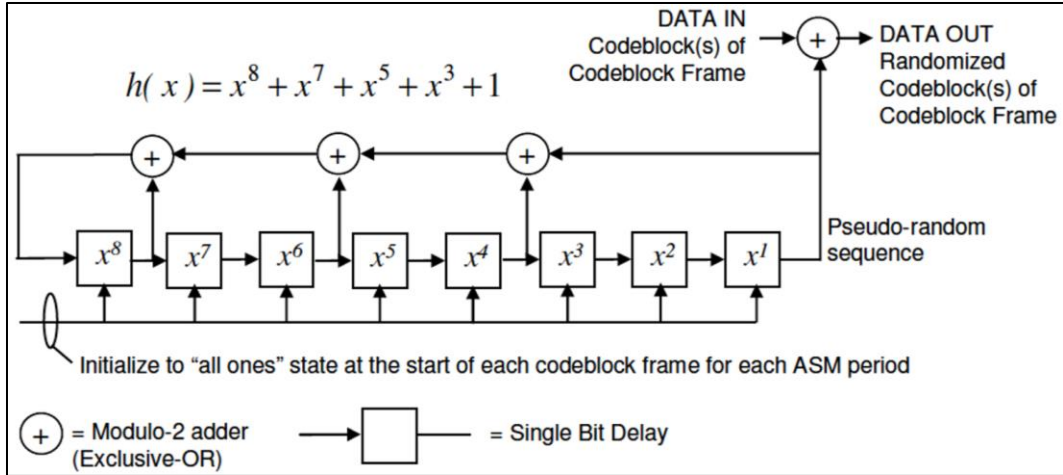 DATA IN
Codeblock(s) of
Codeblock Frame
+
DATA OUT
Randomized
Codeblock(s) of
Codeblock Frame
h( x ) = x⁸ + x⁷ + x⁵ + x³ + 1
+ + +
x⁸ x⁷ x⁶ x⁵ x⁴ x³ x² x¹
Pseudo-random
sequence
Initialize to “all ones” state at the start of each codeblock frame for each ASM period
+ = Modulo-2 adder
(Exclusive-OR)
= Single Bit Delay